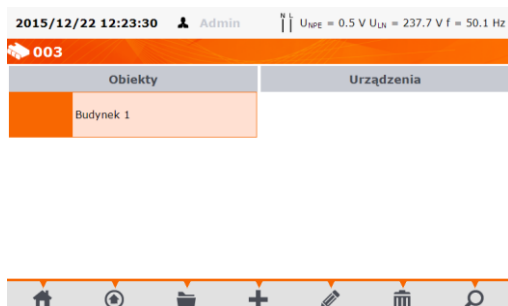 2015/12/22 12:23:30 Admin N L UNPE = 0.5 V ULN = 237.7 V f = 50.1 Hz
003
Obiekty Urządzenia
Budynek 1